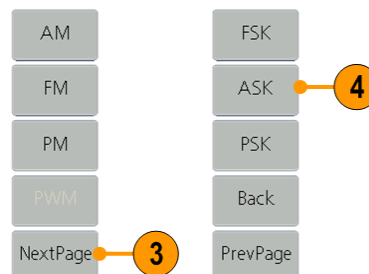 AM
FM
PM
PWM
NextPage
3
FSK
ASK
4
PSK
Back
PrevPage